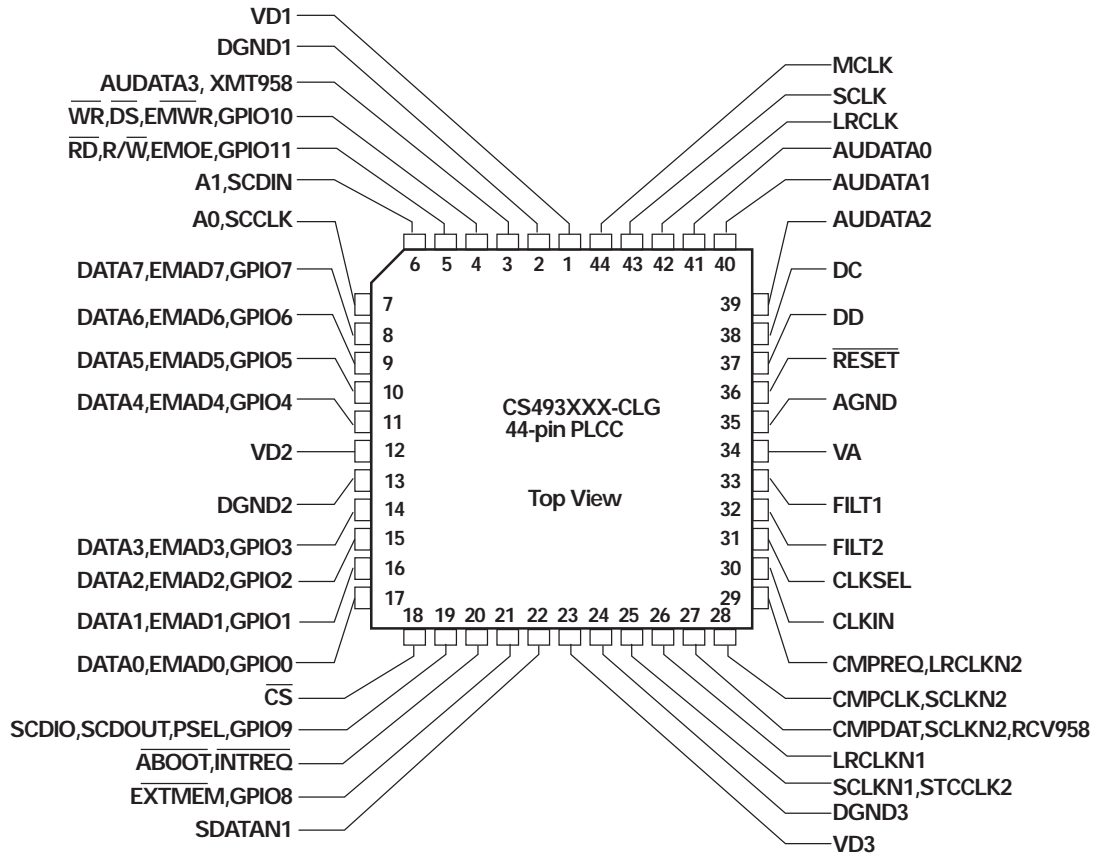 VD1
DGND1
AUDATA3, XMT958
WR,DS,EMWR,GPIO10
RD,R/W,EMOE,GPIO11
A1,SCDIN
A0,SCCLK
DATA7,EMAD7,GPIO7
DATA6,EMAD6,GPIO6
DATA5,EMAD5,GPIO5
DATA4,EMAD4,GPIO4
VD2
DGND2
DATA3,EMAD3,GPIO3
DATA2,EMAD2,GPIO2
DATA1,EMAD1,GPIO1
DATA0,EMAD0,GPIO0
CS
SCDIO,SCDOUT,PSEL,GPIO9
ABOOT,INTREQ
EXTMEM,GPIO8
SDATAN1
6 5 4 3 2 1 44 43 42 41 40
7
8
9
10
11
12
13
14
15
16
17
CS493XXX-CLG
44-pin PLCC
Top View
39
38
37
36
35
34
33
32
31
30
29
18 19 20 21 22 23 24 25 26 27 28
MCLK
SCLK
LRCLK
AUDATA0
AUDATA1
AUDATA2
DC
DD
RESET
AGND
VA
FILT1
FILT2
CLKSEL
CLKIN
CMPREQ,LRCLKN2
CMPCLK,SCLKN2
CMPDAT,SCLKN2,RCV958
LRCLKN1
SCLKN1,STCCLK2
DGND3
VD3